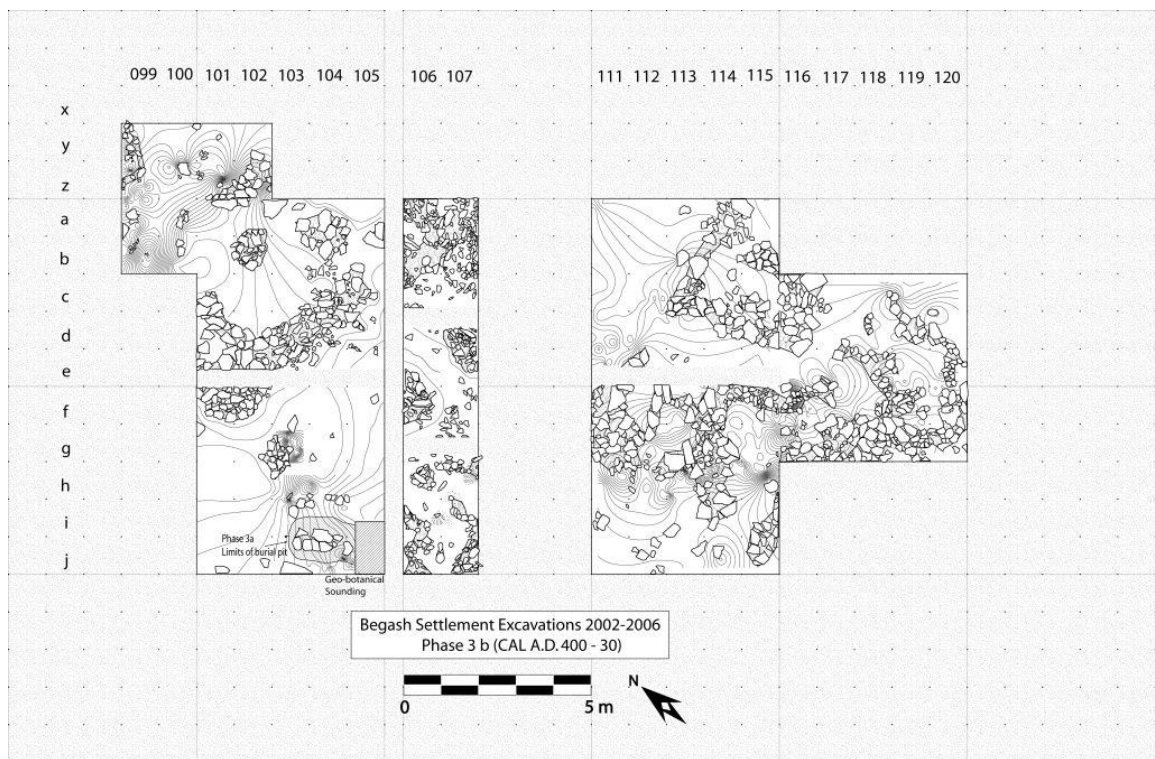 099 100 101 102 103 104 105 106 107 111 112 113 114 115 116 117 118 119 120
x
y
z
a
b
c
d
e
f
g
h
i
j
Phase 3a
Limits of burial pit
Geo-botanical
Sounding
Begash Settlement Excavations 2002-2006
Phase 3 b (CAL A.D. 400 - 30)
N
0 5 m